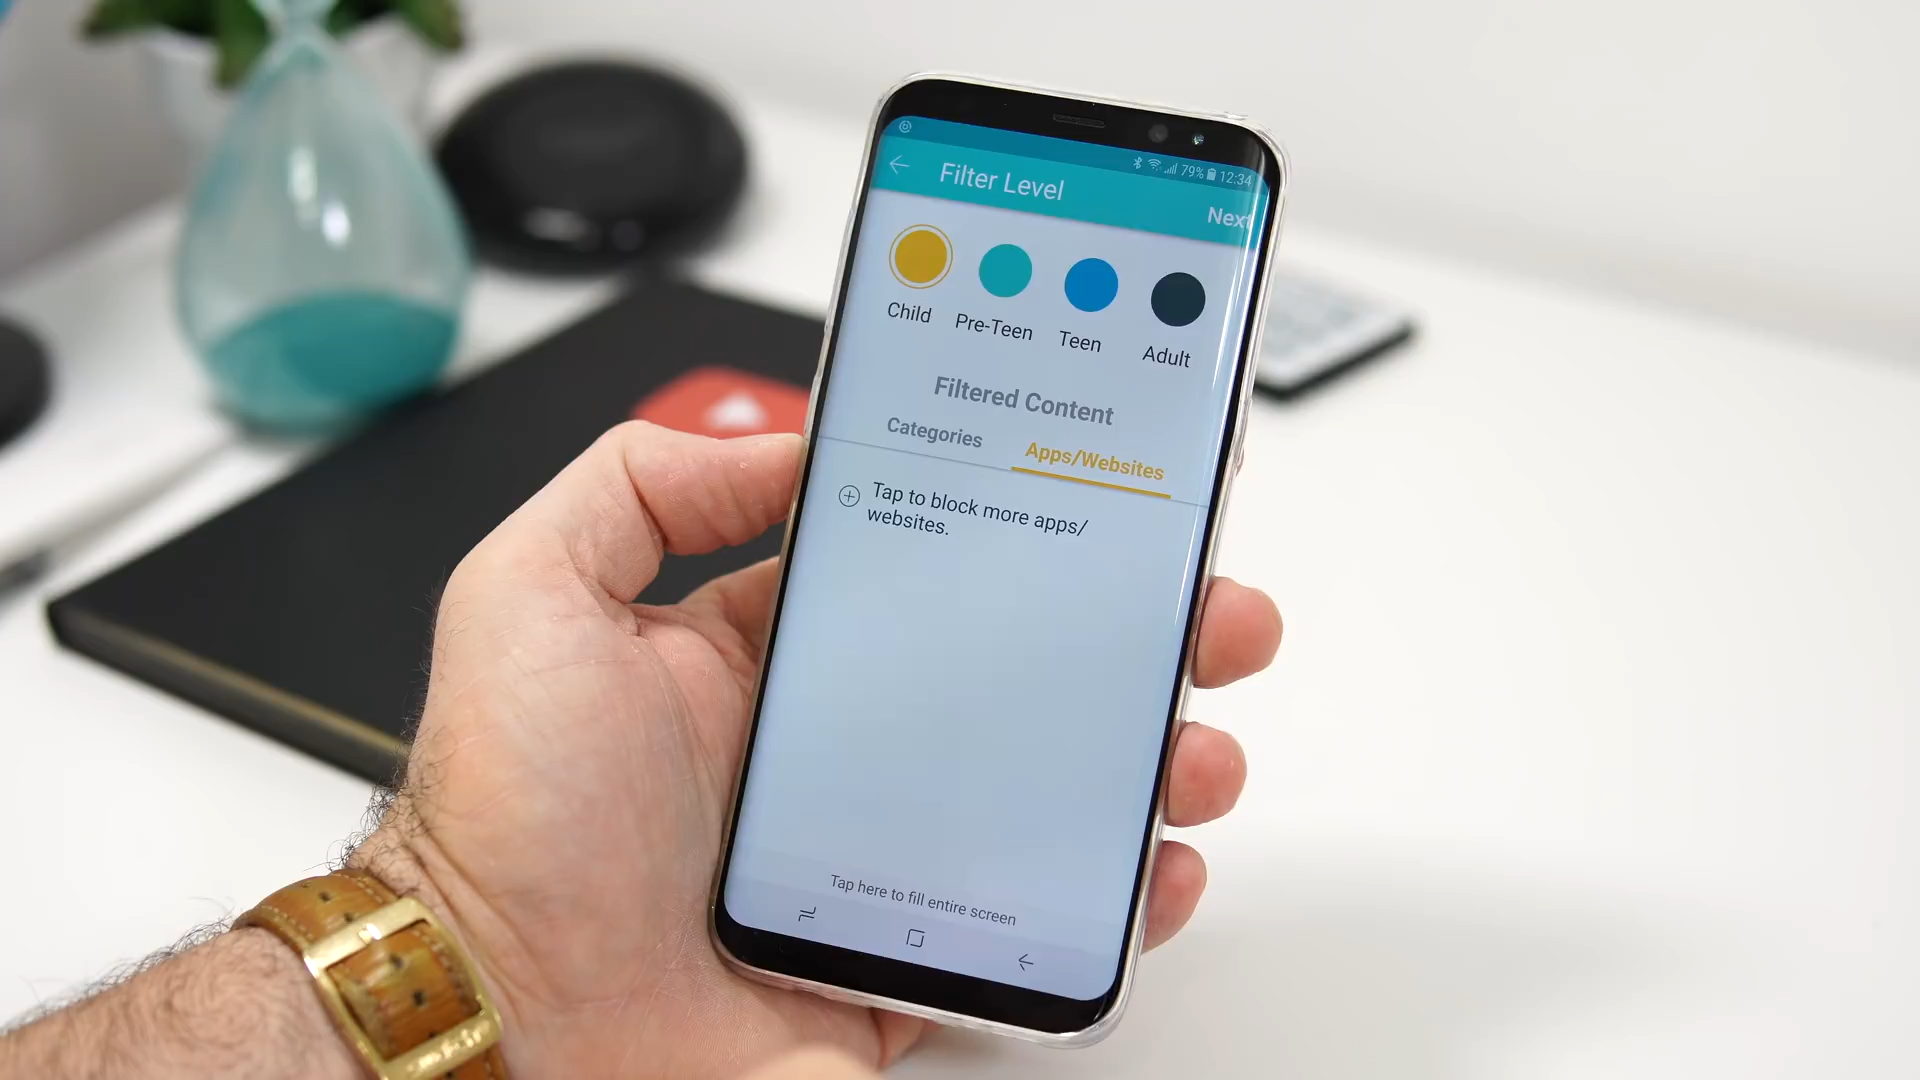 79% 12:34
Filter Level
Next
Child Pre-Teen Teen Adult
Filtered Content
Categories Apps/Websites
Tap to block more apps/
websites.
Tap here to fill entire screen